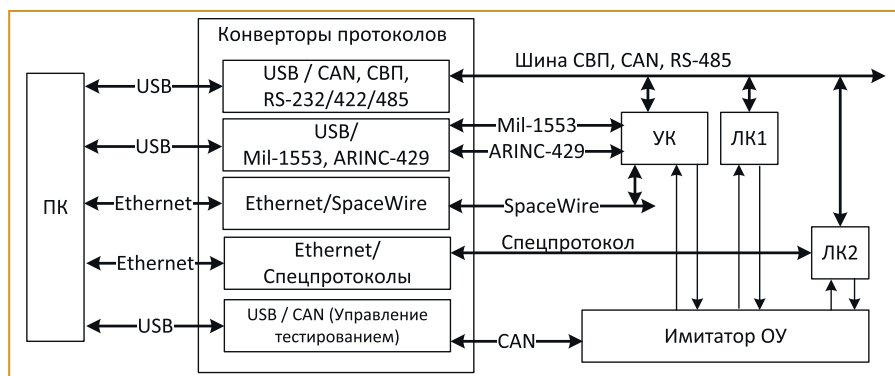 Конверторы протоколов
USB / CAN, СВП,
RS-232/422/485
Шина СВП, CAN, RS-485
USB
USB/
Mil-1553, ARINC-429
USB
Mil-1553
ARINC-429
УК
ЛК1
ПК
Ethernet
Ethernet/SpaceWire
SpaceWire
Ethernet
Ethernet/
Спецпротоколы
Спецпротокол
ЛК2
USB
USB / CAN (Управление
тестированием)
CAN
Имитатор ОУ